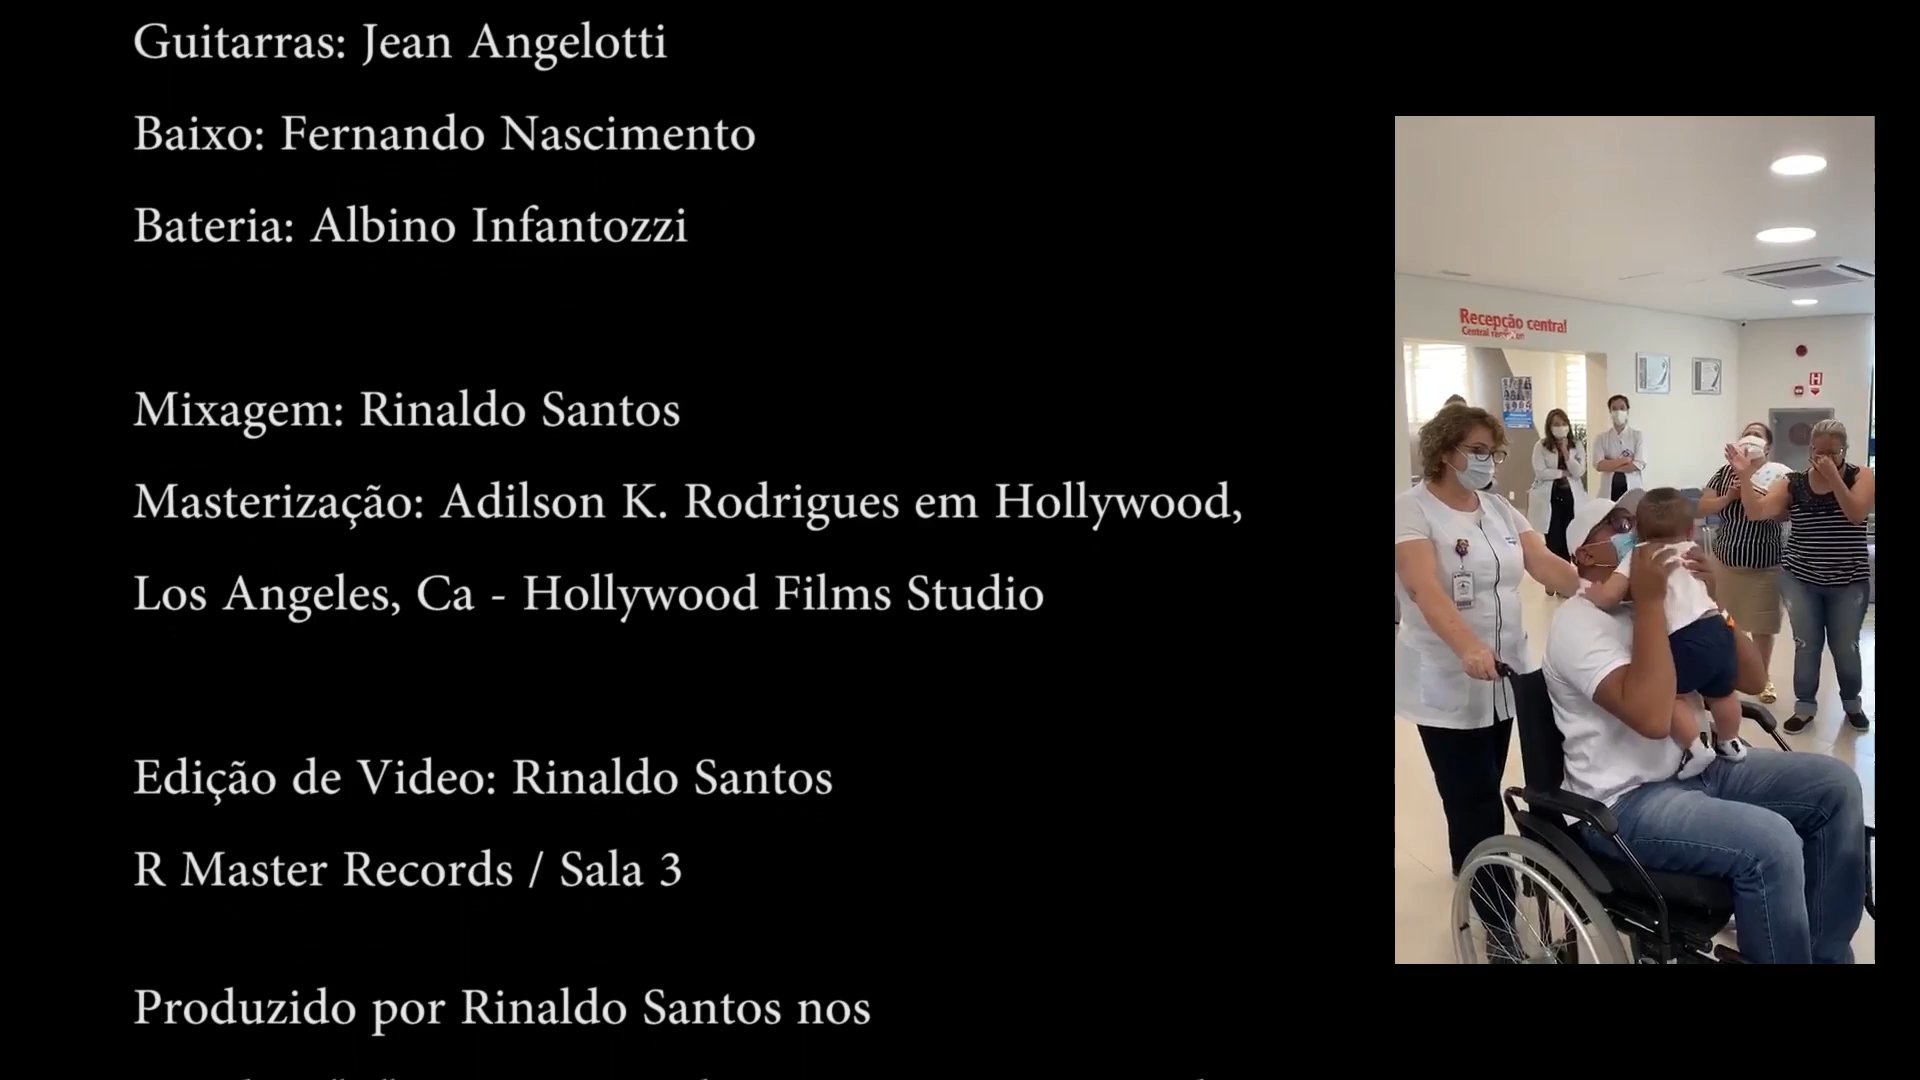 Guitarras: Jean Angelotti
Baixo: Fernando Nascimento
Bateria: Albino Infantozzi
Mixagem: Rinaldo Santos
Masterização: Adilson K. Rodrigues em Hollywood,
Los Angeles, Ca - Hollywood Films Studio
Edição de Video: Rinaldo Santos
R Master Records / Sala 3
Produzido por Rinaldo Santos nos
Recepção central
Central reception
H